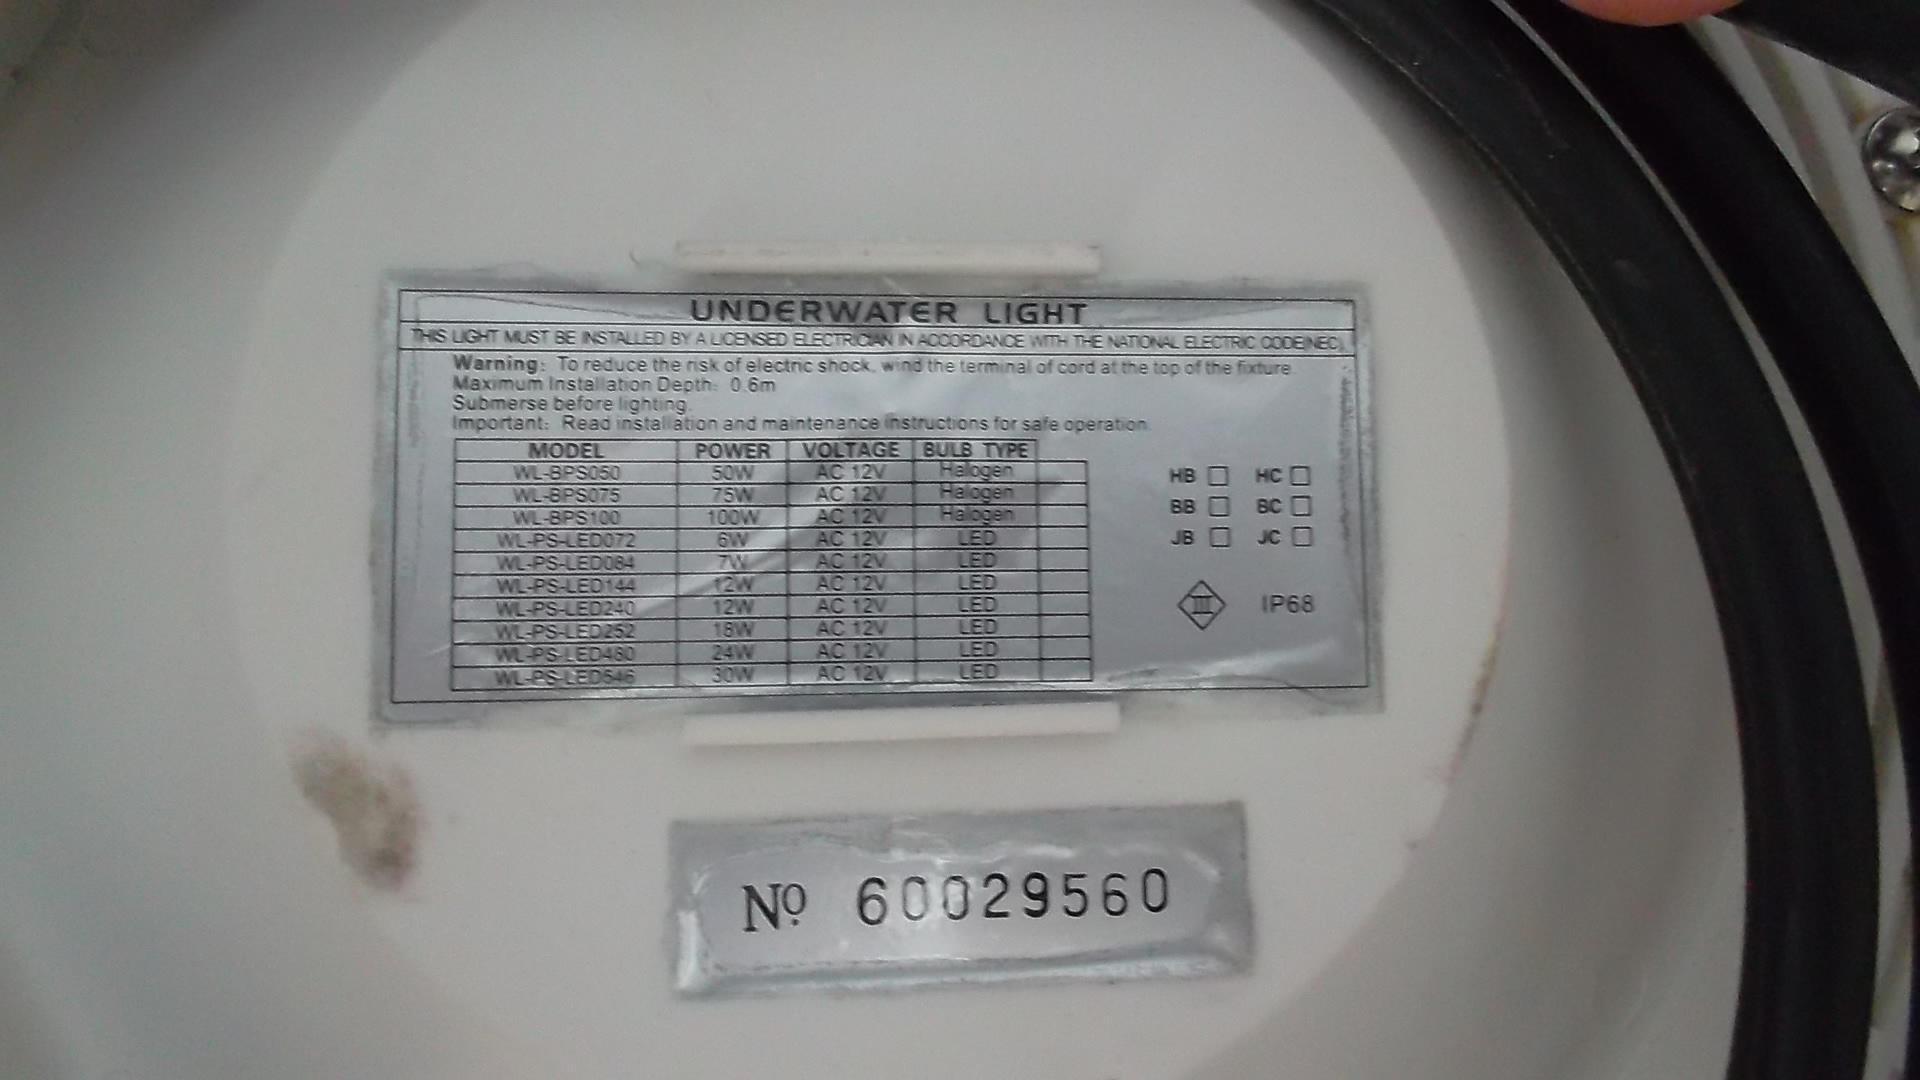 UNDERWATER LIGHT
THIS LIGHT MUST BE INSTALLED BY A LICENSED ELECTRICIAN IN ACCORDANCE WITH THE NATIONAL ELECTRIC CODE(NEC).
Warning: To reduce the risk of electric shock, wind the terminal of cord at the top of the fixture.
Maximum Installation Depth: 0.6m
Submerse before lighting.
Important: Read installation and maintenance instructions for safe operation.
MODEL POWER VOLTAGE BULB TYPE
WL-BPS050 50W AC 12V Halogen
WL-BPS075 75W AC 12V Halogen
WL-BPS100 100W AC 12V Halogen
WL-PS-LED072 6W AC 12V LED
WL-PS-LED084 7W AC 12V LED
WL-PS-LED144 12W AC 12V LED
WL-PS-LED240 12W AC 12V LED
WL-PS-LED252 18W AC 12V LED
WL-PS-LED480 24W AC 12V LED
WL-PS-LED546 30W AC 12V LED
HB □ HC □
BB □ BC □
JB □ JC □
III IP68
Nº 60029560